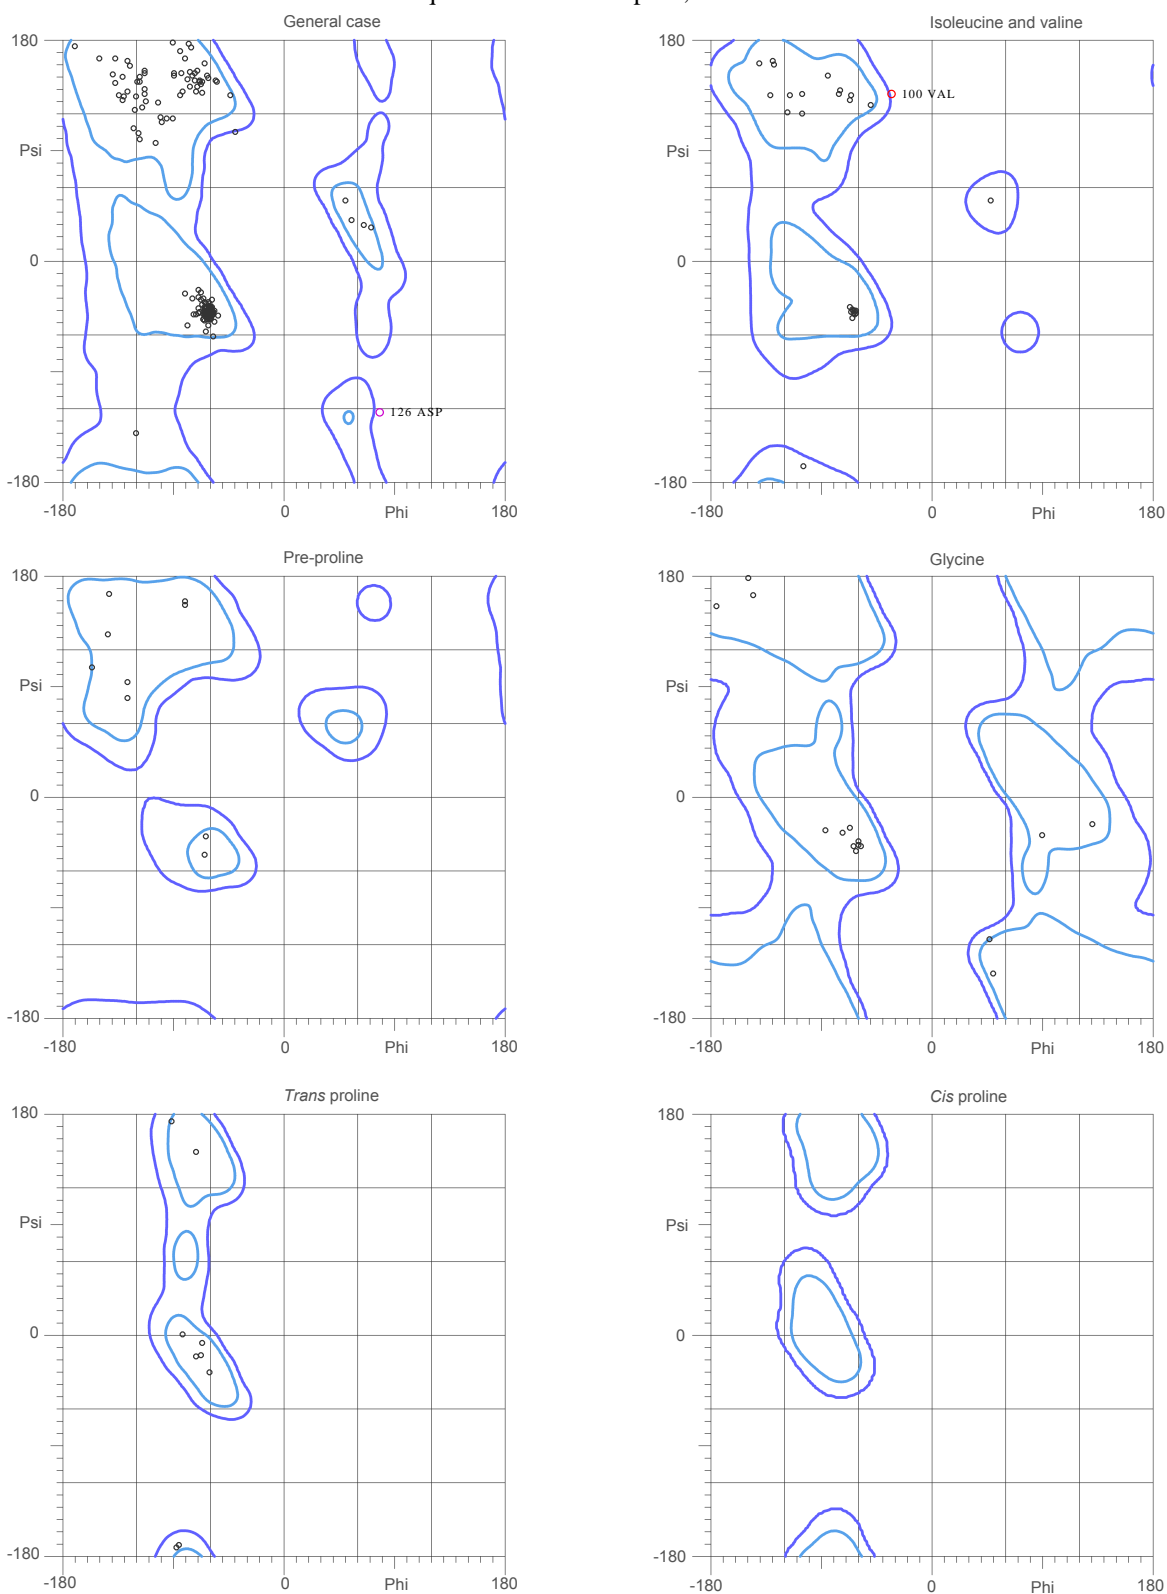 General case
Isoleucine and valine
180
180
100 VAL
Psi
Psi
0
0
126 ASP
-180
-180
-180
0
Phi
180
-180
0
Phi
180
Pre-proline
Glycine
180
180
Psi
Psi
0
0
-180
-180
-180
0
Phi
180
-180
0
Phi
180
Trans proline
Cis proline
180
180
Psi
Psi
0
0
-180
-180
-180
0
Phi
180
-180
0
Phi
180